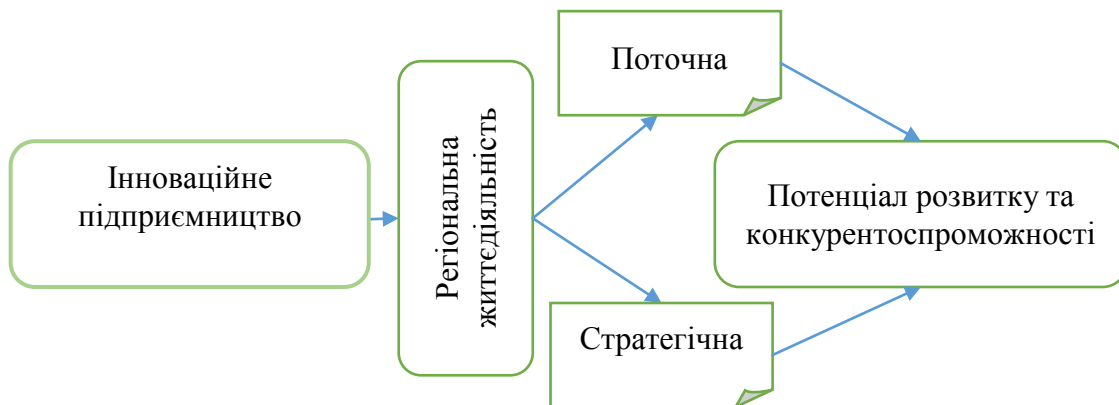 Інноваційне
підприємництво
Регіональна
життєдіяльність
Поточна
Стратегічна
Потенціал розвитку та
конкурентоспроможності